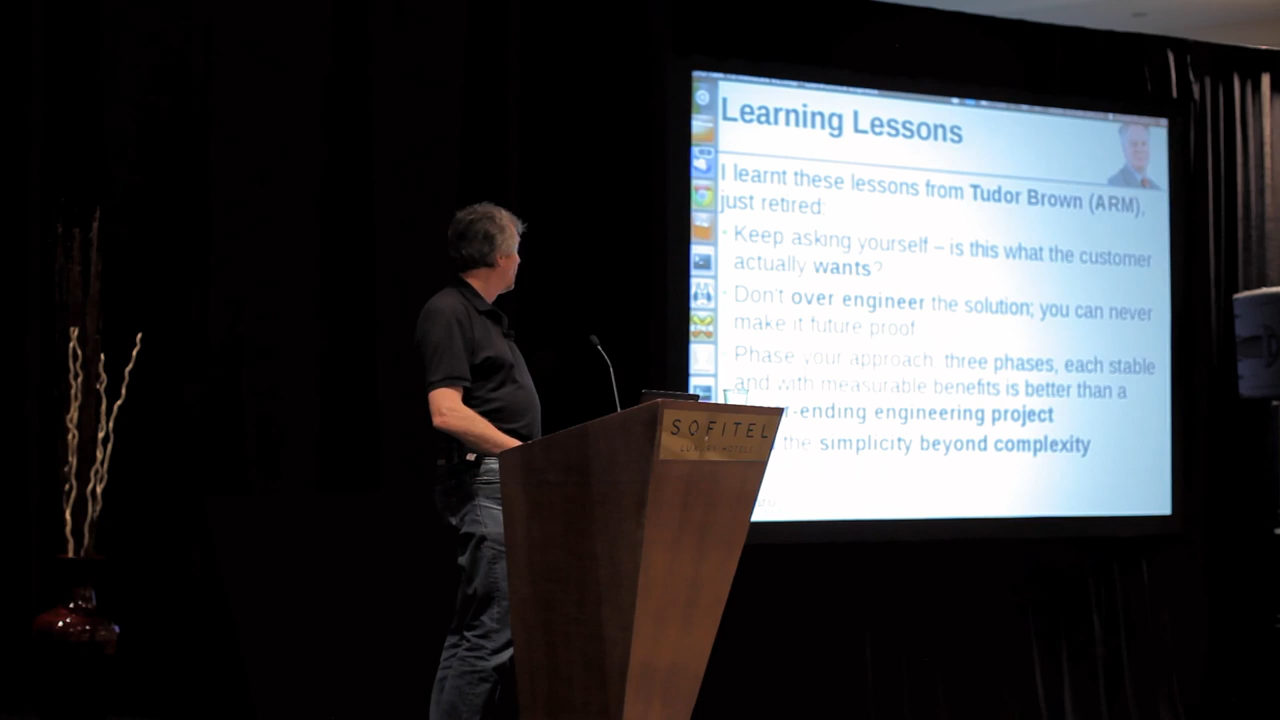 Learning Lessons
I learnt these lessons from Tudor Brown (ARM),
just retired:
Keep asking yourself – is this what the customer
actually wants?
Don't over engineer the solution; you can never
make it future proof
Phase your approach: three phases, each stable
and with measurable benefits is better than a
r-ending engineering project
the simplicity beyond complexity
SOFITEL
LUXURY HOTELS